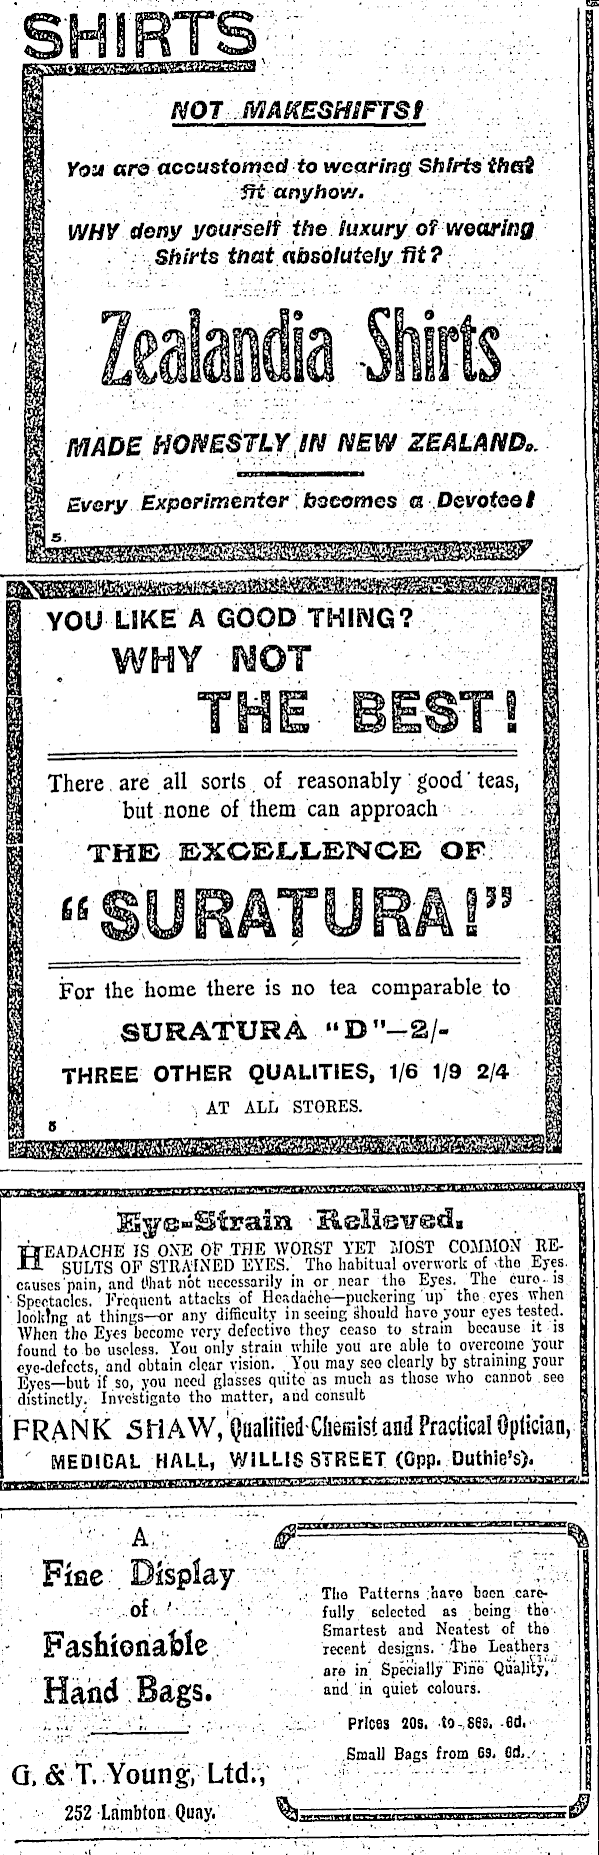 SHIRTS
NOT MAKESHIFTS!
You are accustomed to wearing Shirts that
fit anyhow.
WHY deny yourself the luxury of wearing
Shirts that absolutely fit?
Zealandia Shirts
MADE HONESTLY IN NEW ZEALAND.
Every Experimenter becomes a Devotee!
5
YOU LIKE A GOOD THING?
WHY NOT
THE BEST!
There are all sorts of reasonably good teas,
but none of them can approach
THE EXCELLENCE OF
"SURATURA!"
For the home there is no tea comparable to
SURATURA "D"—2/-
THREE OTHER QUALITIES, 1/6 1/9 2/4
AT ALL STORES.
5
Eye-Strain Relieved.
HEADACHE IS ONE OF THE WORST YET MOST COMMON RE-
SULTS OF STRAINED EYES. The habitual overwork of the Eyes
causes pain, and that not necessarily in or near the Eyes. The cure is
Spectacles. Frequent attacks of Headache—puckering up the eyes when
looking at things—or any difficulty in seeing should have your eyes tested.
When the Eyes become very defective they cease to strain because it is
found to be useless. You only strain while you are able to overcome your
eye-defects, and obtain clear vision. You may see clearly by straining your
Eyes—but if so, you need glasses quite as much as those who cannot see
distinctly. Investigate the matter, and consult
FRANK SHAW, Qualified Chemist and Practical Optician,
MEDICAL HALL, WILLIS STREET (Opp. Duthie's).
A
Fine Display
of
Fashionable
Hand Bags.
G. & T. Young, Ltd.,
252 Lambton Quay.
The Patterns have been care-
fully selected as being the
Smartest and Neatest of the
recent designs. The Leathers
are in Specially Fine Quality,
and in quiet colours.
Prices 20s. to 6d.
Small Bags from 6s. 6d.